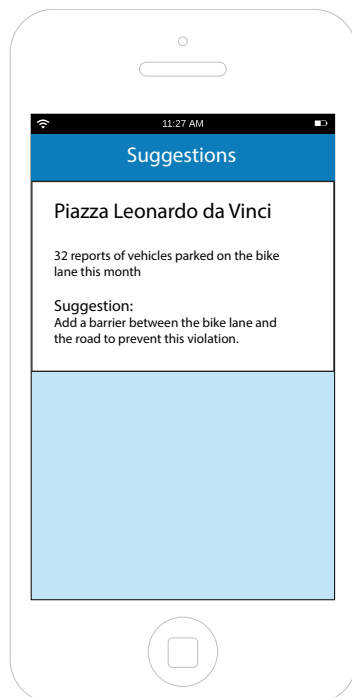 11:27 AM
Suggestions
Piazza Leonardo da Vinci
32 reports of vehicles parked on the bike
lane this month
Suggestion:
Add a barrier between the bike lane and
the road to prevent this violation.